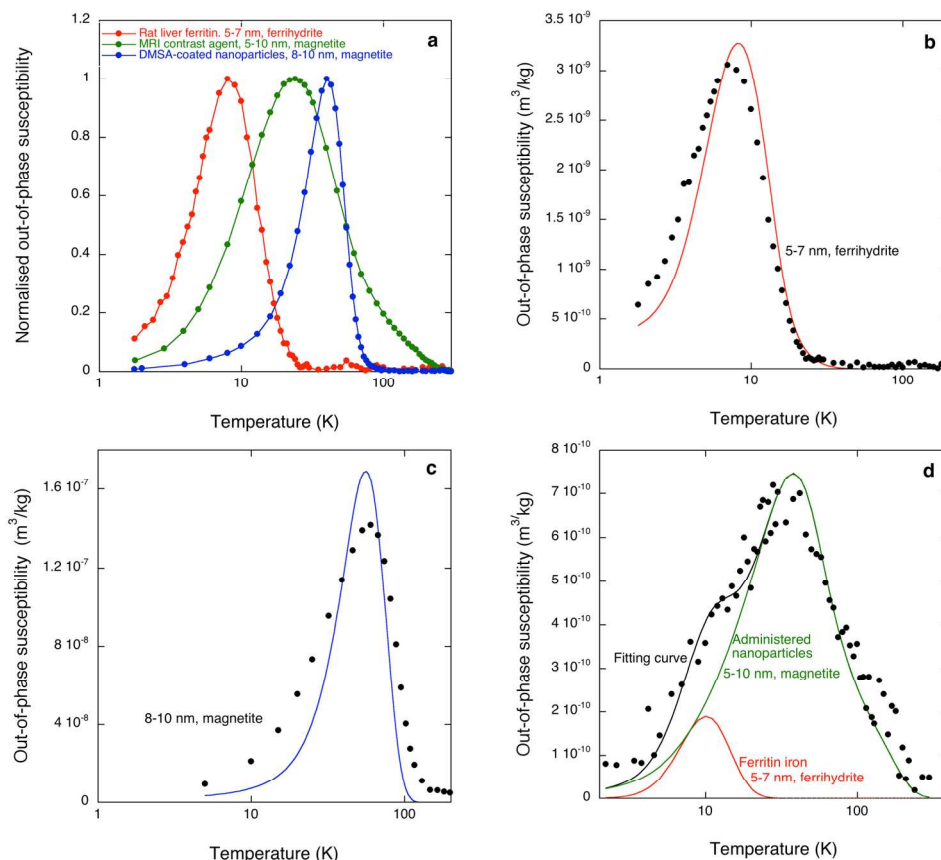 1.2
1
0.8
0.6
0.4
0.2
0
Normalised out-of-phase susceptibility
Rat liver ferritin. 5-7 nm, ferrihydrite
MRI contrast agent, 5-10 nm, magnetite
DMSA-coated nanoparticles, 8-10 nm, magnetite
a
1 10 100
Temperature (K)
3.5 10⁻⁹
3 10⁻⁹
2.5 10⁻⁹
2 10⁻⁹
1.5 10⁻⁹
1 10⁻⁹
5 10⁻¹⁰
0
Out-of-phase susceptibility (m³/kg)
b
5-7 nm, ferrihydrite
1 10 100
Temperature (K)
1.6 10⁻⁷
1.2 10⁻⁷
8 10⁻⁸
4 10⁻⁸
0
Out-of-phase susceptibility (m³/kg)
c
8-10 nm, magnetite
1 10 100
Temperature (K)
8 10⁻¹⁰
7 10⁻¹⁰
6 10⁻¹⁰
5 10⁻¹⁰
4 10⁻¹⁰
3 10⁻¹⁰
2 10⁻¹⁰
1 10⁻¹⁰
0
Out-of-phase susceptibility (m³/kg)
d
Fitting curve
Administered
nanoparticles
5-10 nm, magnetite
Ferritin iron
5-7 nm, ferrihydrite
10 100
Temperature (K)